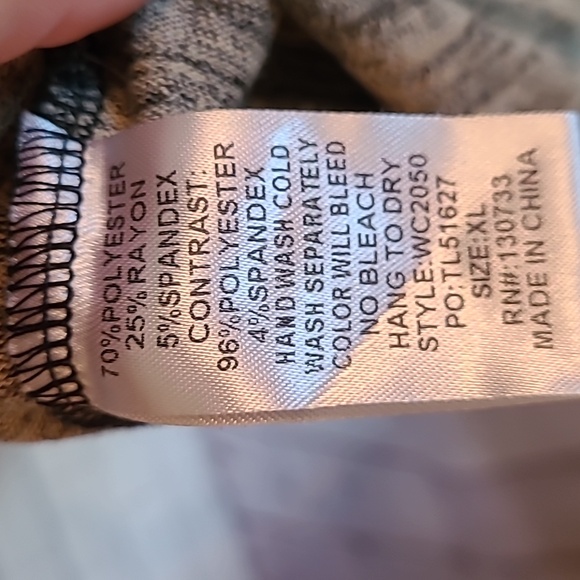 70%POLYESTER
25%RAYON
5%SPANDEX
CONTRAST:
96%POLYESTER
4%SPANDEX
HAND WASH COLD
WASH SEPARATELY
COLOR WILL BLEED
NO BLEACH
HANG TO DRY
STYLE:WC2050
PO:TL51627
SIZE:XL
RN#:130733
MADE IN CHINA